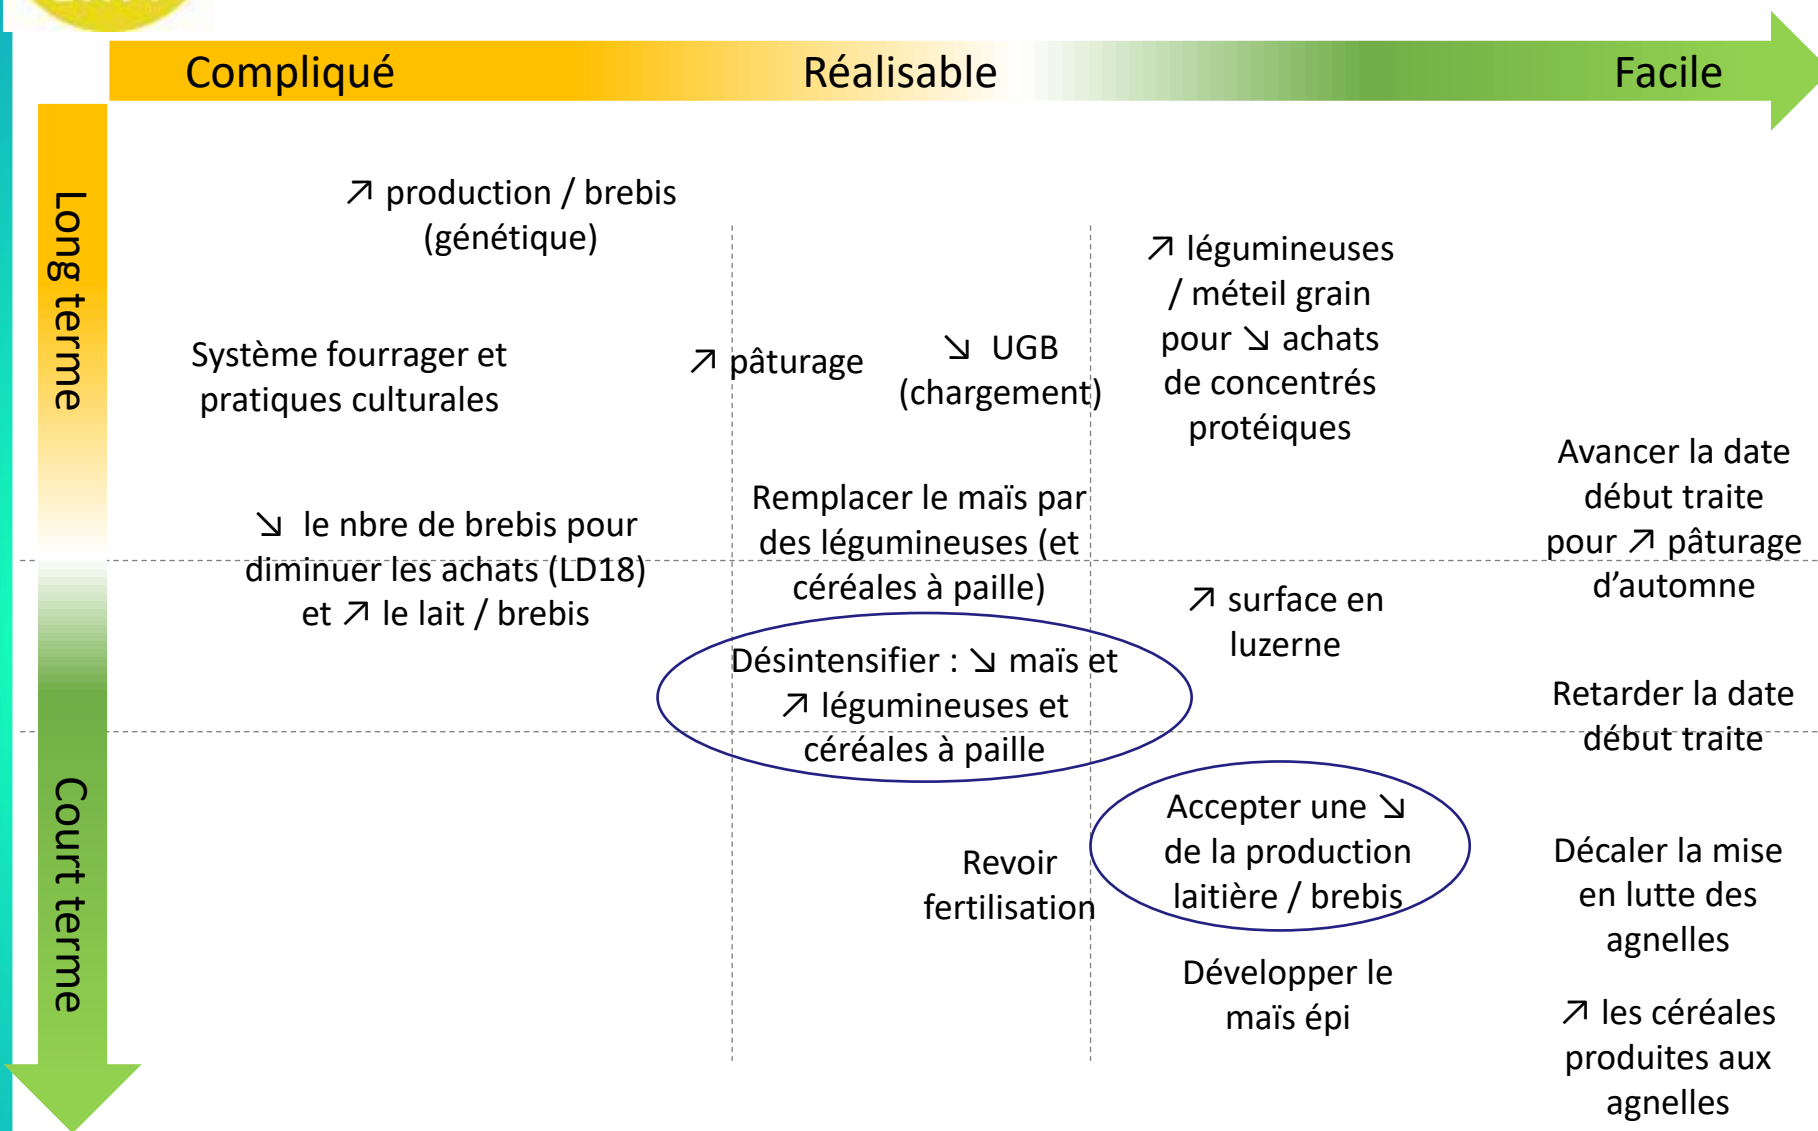 Compliqué
Réalisable
Facile
Long terme
Court terme
↗ production / brebis
(génétique)
Système fourrager et
pratiques culturales
↗ pâturage
↘ UGB
(chargement)
↗ légumineuses
/ méteil grain
pour ↘ achats
de concentrés
protéiques
Avancer la date
début traite
pour ↗ pâturage
d'automne
↘ le nbre de brebis pour
diminuer les achats (LD18)
et ↗ le lait / brebis
Remplacer le maïs par
des légumineuses (et
céréales à paille)
↗ surface en
luzerne
Désintensifier : ↘ maïs et
↗ légumineuses et
céréales à paille
Retarder la date
début traite
Revoir
fertilisation
Accepter une ↘
de la production
laitière / brebis
Décaler la mise
en lutte des
agnelles
Développer le
maïs épi
↗ les céréales
produites aux
agnelles